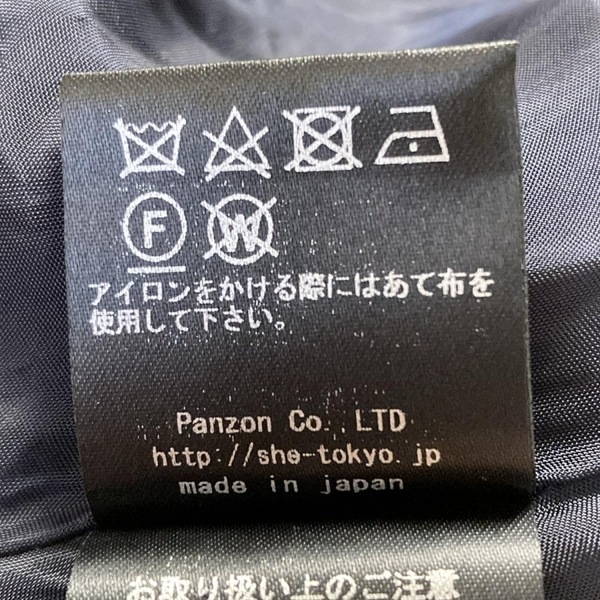 F W
アイロンをかける際にはあて布を
使用して下さい。
Panzon Co.,LTD
http://she-tokyo.jp
made in japan
お取り扱い上のご注意